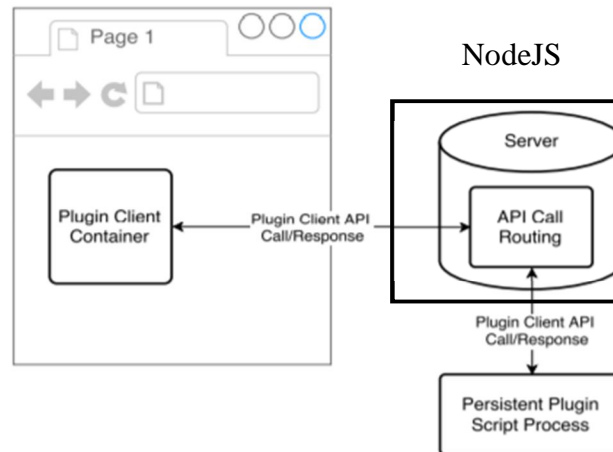 Page 1
NodeJS
Server
Plugin Client
Container
Plugin Client API
Call/Response
API Call
Routing
Plugin Client API
Call/Response
Persistent Plugin
Script Process